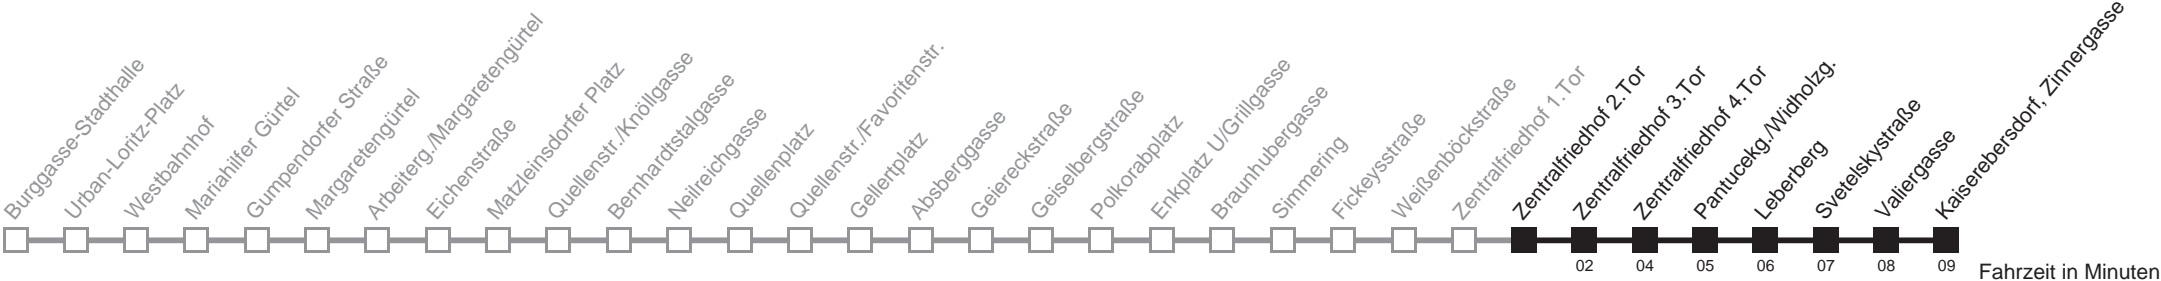 Burggasse-Stadthalle
Urban-Loritz-Platz
Westbahnhof
Mariahilfer Gürtel
Gumpendorfer Straße
Margaretengürtel
Arbeiterg./Margaretengürtel
Eichenstraße
Matzleinsdorfer Platz
Quellenstr./Knöllgasse
Bernhardtstalgasse
Neilreichgasse
Quellenplatz
Quellenstr./Favoritenstr.
Gellertplatz
Absberggasse
Geiereckstraße
Geiselbergstraße
Polkorabplatz
Enkplatz U/Grillgasse
Braunhubergasse
Simmering
Fickeysstraße
Weißenböckstraße
Zentralfriedhof 1.Tor
Zentralfriedhof 2.Tor
Zentralfriedhof 3.Tor
Zentralfriedhof 4.Tor
Pantucekg./Widholzg.
Leberberg
Svetelskystraße
Valiergasse
Kaiserebersdorf, Zinnergasse
02 04 05 06 07 08 09 Fahrzeit in Minuten